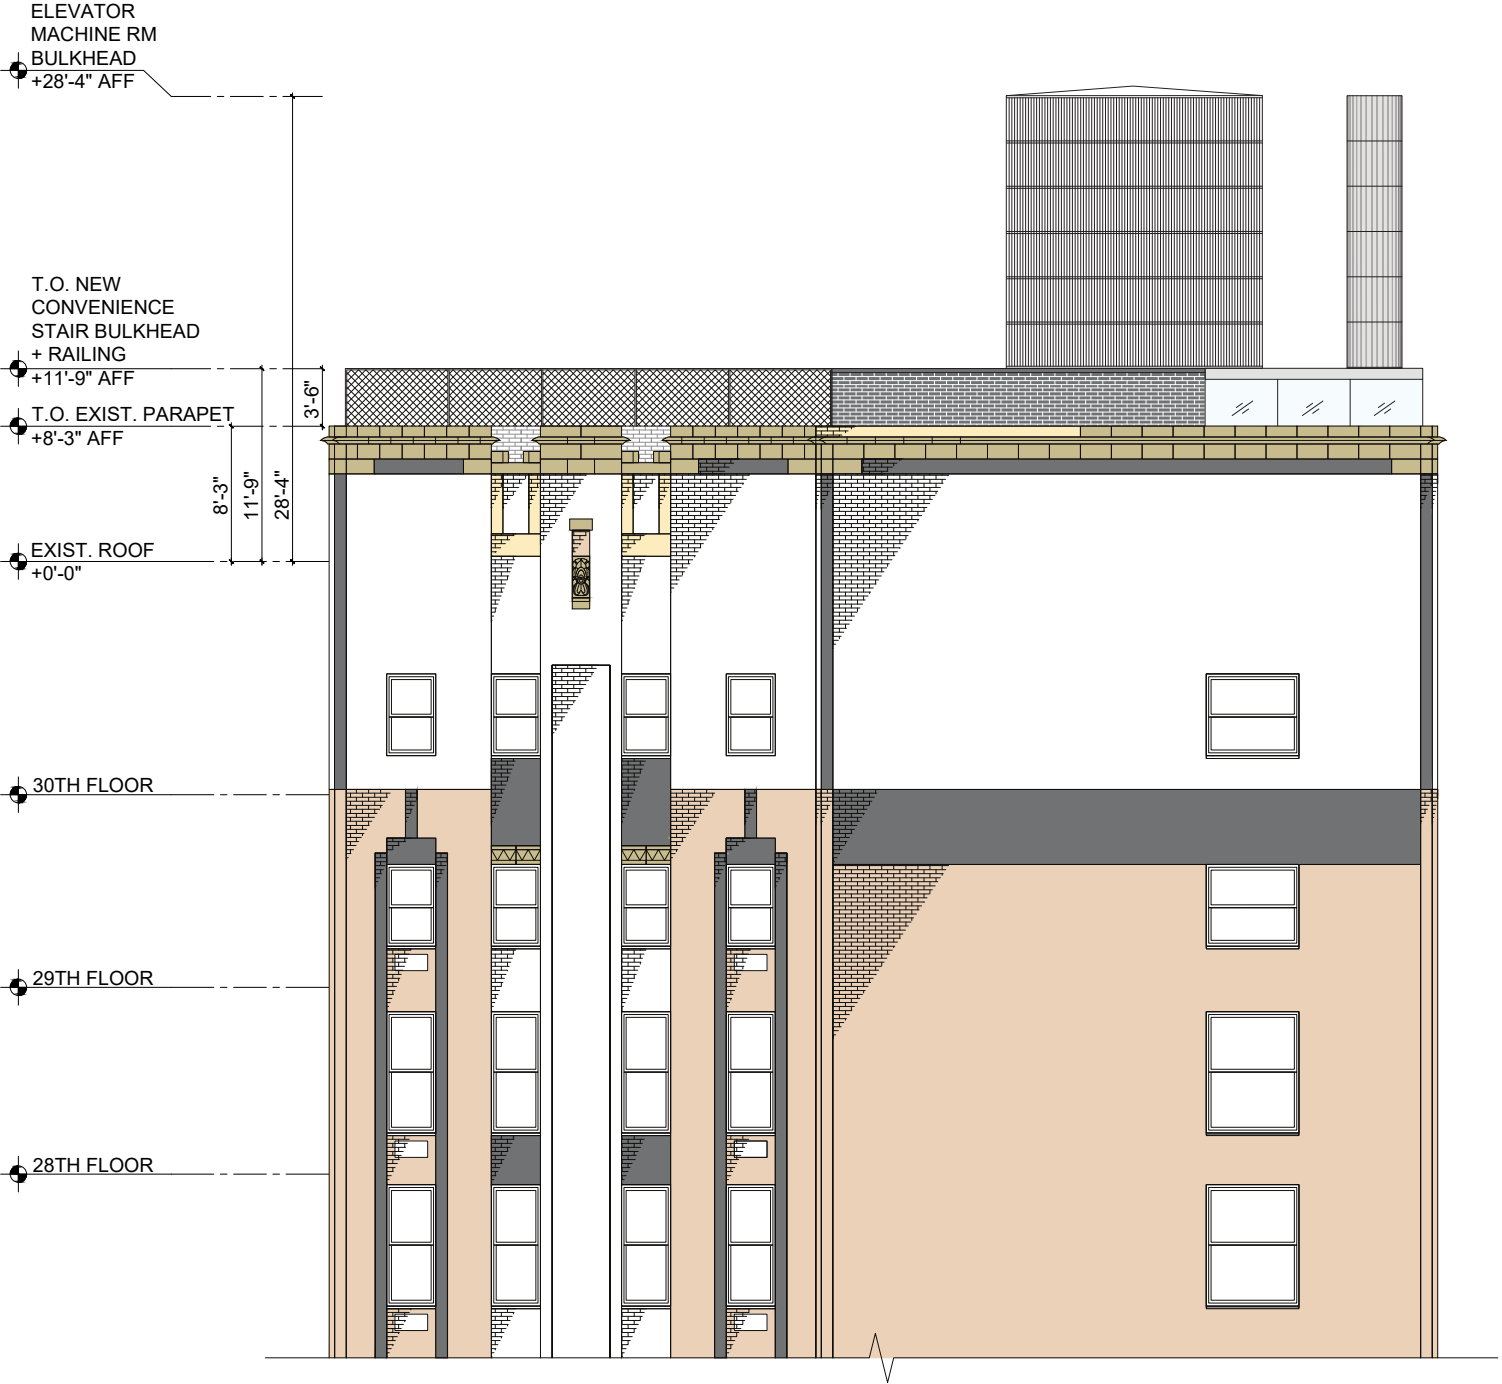 ELEVATOR
MACHINE RM
BULKHEAD
+28'-4" AFF
T.O. NEW
CONVENIENCE
STAIR BULKHEAD
+ RAILING
+11'-9" AFF
3'-6"
T.O. EXIST. PARAPET
+8'-3" AFF
8'-3"
11'-9"
28'-4"
EXIST. ROOF
+0'-0"
30TH FLOOR
29TH FLOOR
28TH FLOOR